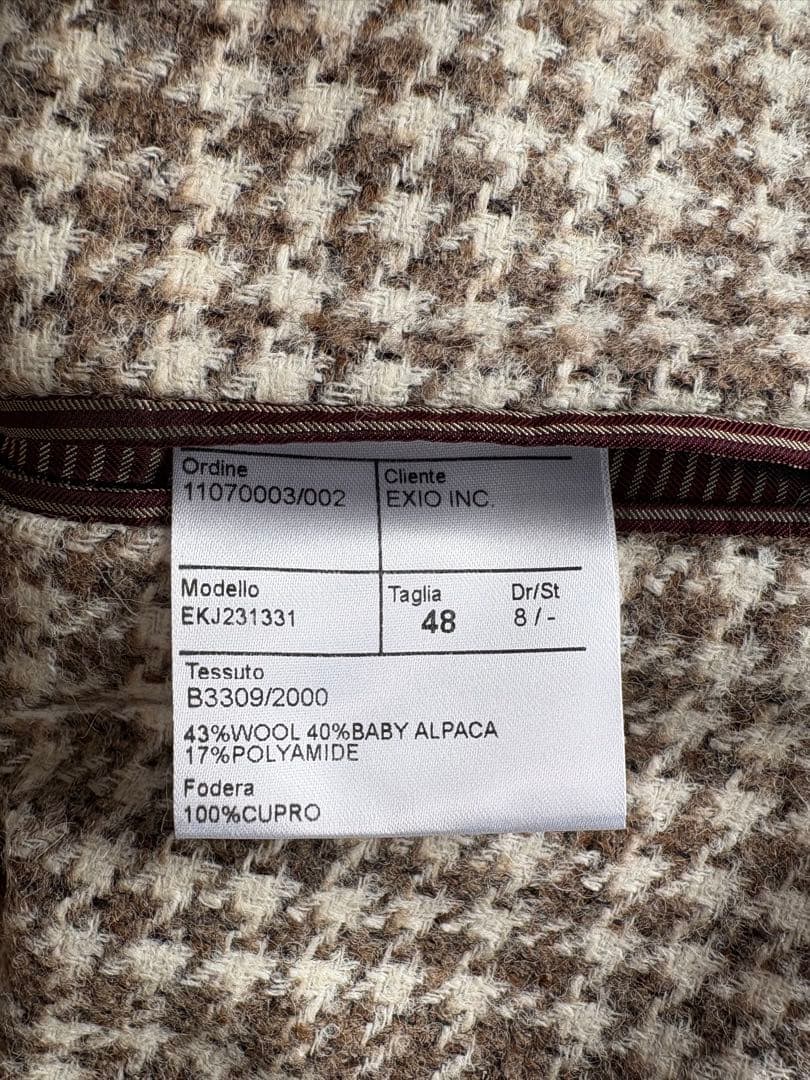 Ordine
11070003/002
Cliente
EXIO INC.
Modello
EKJ231331
Taglia
48
Dr/St
8 / -
Tessuto
B3309/2000
43%WOOL 40%BABY ALPACA
17%POLYAMIDE
Fodera
100%CUPRO